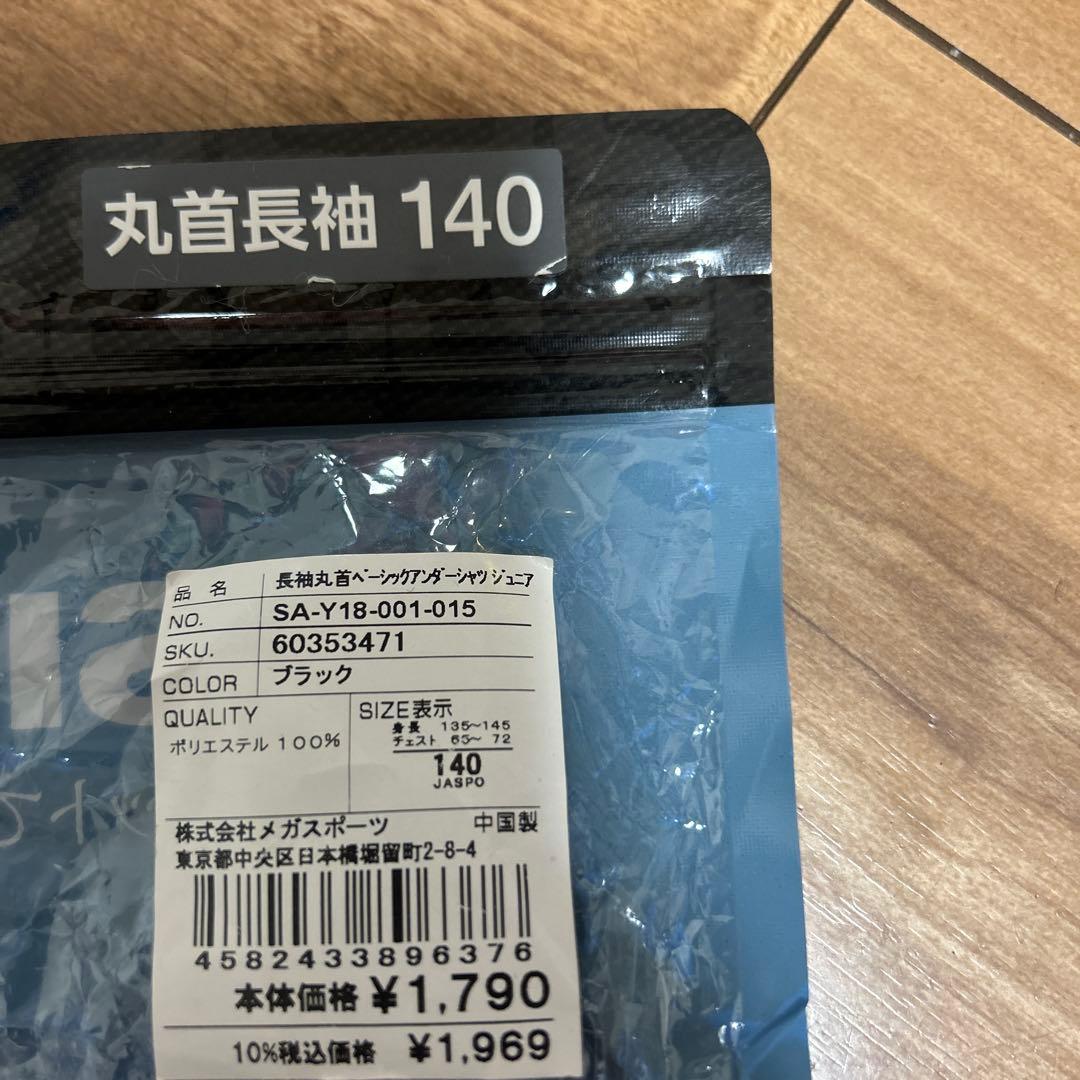 丸首長袖 140
品 名 長袖丸首ベーシックアンダーシャツ ジュニア
NO. SA-Y18-001-015
SKU. 60353471
COLOR ブラック
QUALITY
ポリエステル 100%
SIZE表示
身長 135～145
チェスト 65～ 72
140
JASPO
株式会社メガスポーツ 中国製
東京都中央区日本橋堀留町2-8-4
4582433896376
本体価格 ¥1,790
10%税込価格 ¥1,969